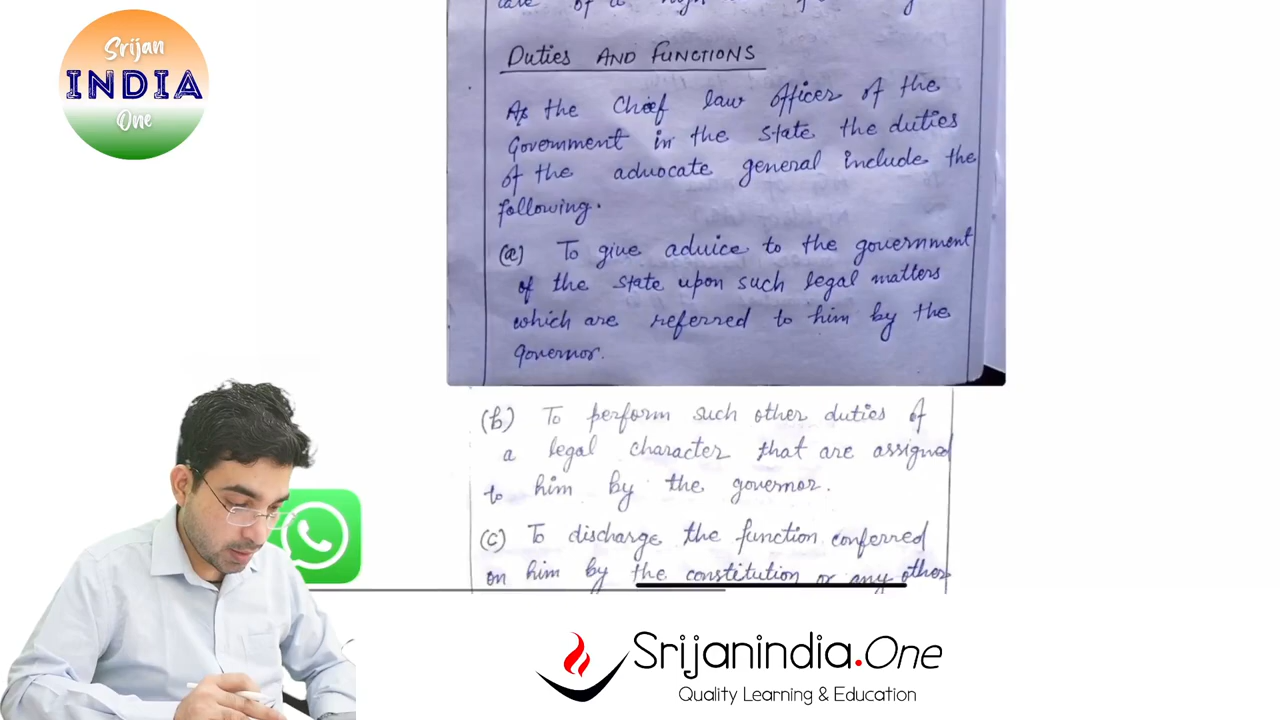 Srijan
INDIA
One
Duties AND FUNCTIONS
As the Chief law officer of the
Government in the state the duties
of the advocate general include the
following.
(a) To give advice to the government
of the state upon such legal matters
which are referred to him by the
governor.
(b) To perform such other duties of
a legal character that are assigned
to him by the governor.
(c) To discharge the function conferred
on him by the constitution or any other
Srijanindia.One
Quality Learning & Education